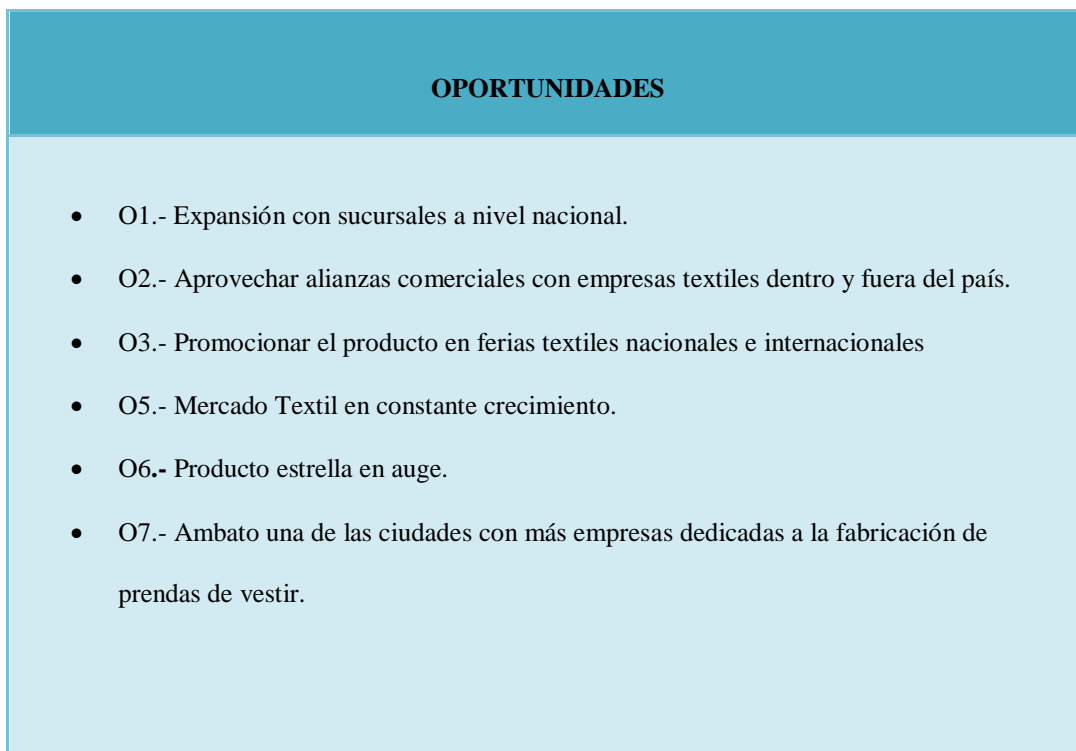 OPORTUNIDADES
• O1.- Expansión con sucursales a nivel nacional.
• O2.- Aprovechar alianzas comerciales con empresas textiles dentro y fuera del país.
• O3.- Promocionar el producto en ferias textiles nacionales e internacionales
• O5.- Mercado Textil en constante crecimiento.
• O6.- Producto estrella en auge.
• O7.- Ambato una de las ciudades con más empresas dedicadas a la fabricación de
prendas de vestir.